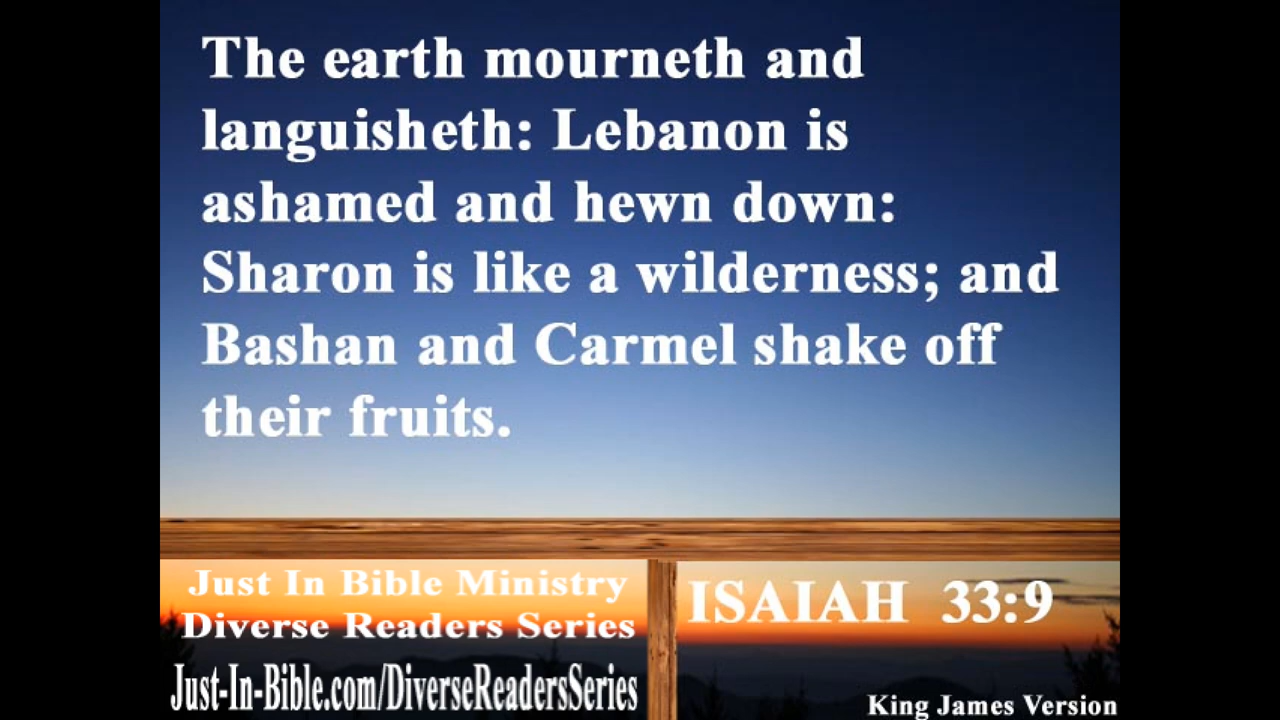 The earth mourneth and
languisheth: Lebanon is
ashamed and hewn down:
Sharon is like a wilderness; and
Bashan and Carmel shake off
their fruits.
Just In Bible Ministry
Diverse Readers Series
Just-In-Bible.com/DiverseReadersSeries
ISAIAH 33:9
King James Version